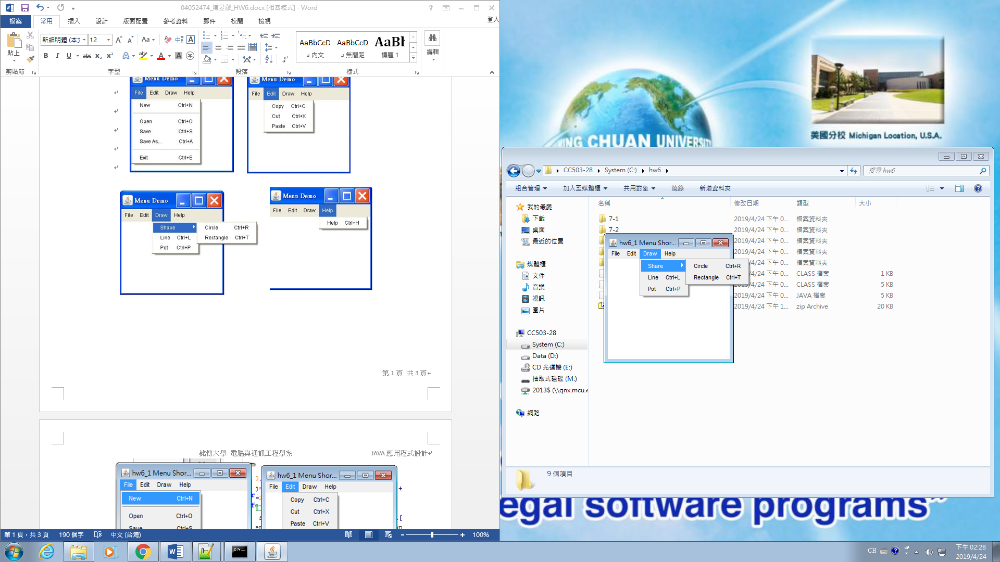 04052474_陳昱叡_HW6.docx [相容模式] - Word
檔案 常用 插入 設計 版面配置 參考資料 郵件 校閱 檢視 登入
貼上
新細明體 (本文 12 Aa
B I U abc x₂ x²
AaBbCcD AaBbCcD AaBb
內文 無間距 標題 1
編輯
剪貼簿 字型 段落 樣式
Menu Demo
File Edit Draw Help
New Ctrl+N
Open Ctrl+O
Save Ctrl+S
Save As... Ctrl+A
Exit Ctrl+E
Menu Demo
File Edit Draw Help
Copy Ctrl+C
Cut Ctrl+X
Paste Ctrl+V
Menu Demo
File Edit Draw Help
Shape Circle Ctrl+R
Line Ctrl+L Rectangle Ctrl+T
Pot Ctrl+P
Menu Demo
File Edit Draw Help
Help Ctrl+H
第 1 頁 共 3 頁
銘傳大學 電腦與通訊工程學系 JAVA 應用程式設計
hw6_1 Menu Shor...
File Edit Draw Help
New Ctrl+N
Open Ctrl+O
Save Ctrl+S
hw6_1 Menu Shor...
File Edit Draw Help
Copy Ctrl+C
Cut Ctrl+X
Paste Ctrl+V
第 1 頁，共 3 頁 190 個字 中文 (台灣) 100%
MING CHUAN UNIVERSITY
美國分校 Michigan Location, U.S.A.
CC503-28 System (C:) hw6
搜尋 hw6
組合管理 加入至媒體櫃 共用對象 燒錄 新增資料夾
名稱 修改日期 類型 大小
我的最愛
下載
桌面
最近的位置
媒體櫃
文件
音樂
視訊
圖片
CC503-28
System (C:)
Data (D:)
CD 光碟機 (E:)
抽取式磁碟 (M:)
2013$ (\\qnx.mcu.e
網路
7-1 2019/4/24 下午 0... 檔案資料夾
7-2 2019/4/24 下午 0... 檔案資料夾
2019/4/24 下午 0... 檔案資料夾
2019/4/24 下午 0... 檔案資料夾
2019/4/24 下午 0... 檔案資料夾
2019/4/24 下午 0... CLASS 檔案 1 KB
2019/4/24 下午 0... CLASS 檔案 5 KB
2019/4/24 下午 0... JAVA 檔案 5 KB
2019/4/24 下午 1... zip Archive 20 KB
hw6_1 Menu Shor...
File Edit Draw Help
Share Circle Ctrl+R
Line Ctrl+L Rectangle Ctrl+T
Pot Ctrl+P
9 個項目
egal software programs”
CH
下午 02:28
2019/4/24